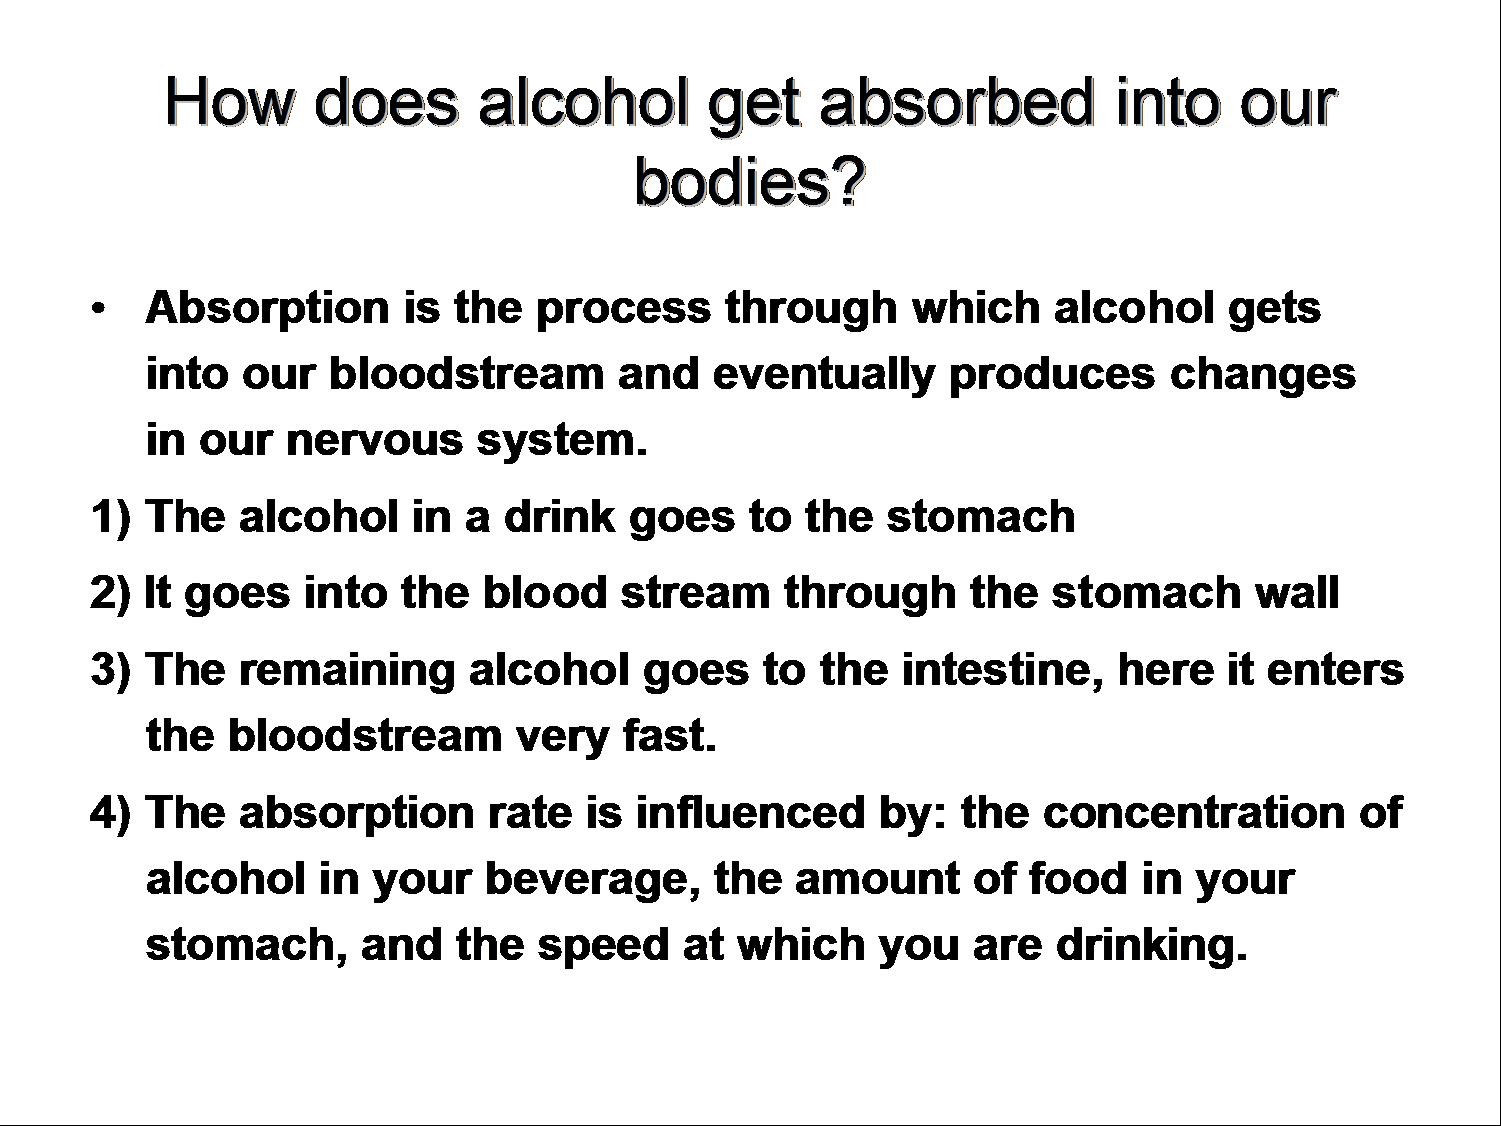 How does alcohol get absorbed into our
bodies?
• Absorption is the process through which alcohol gets
into our bloodstream and eventually produces changes
in our nervous system.
1) The alcohol in a drink goes to the stomach
2) It goes into the blood stream through the stomach wall
3) The remaining alcohol goes to the intestine, here it enters
the bloodstream very fast.
4) The absorption rate is influenced by: the concentration of
alcohol in your beverage, the amount of food in your
stomach, and the speed at which you are drinking.